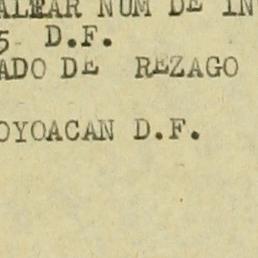 ALEAR NUM DE IN
5 D.F.
ADO DE REZAGO
OYOACAN D.F.